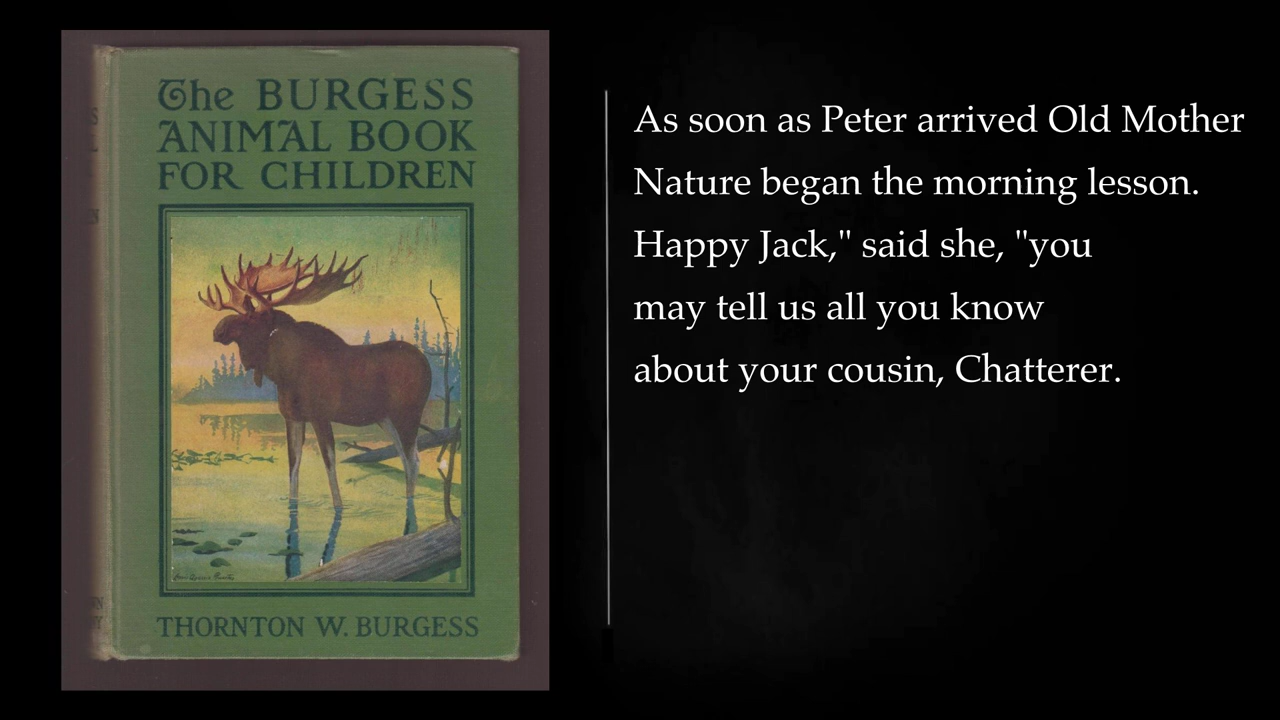 The BURGESS
ANIMAL BOOK
FOR CHILDREN
THORNTON W. BURGESS
As soon as Peter arrived Old Mother
Nature began the morning lesson.
Happy Jack," said she, "you
may tell us all you know
about your cousin, Chatterer.